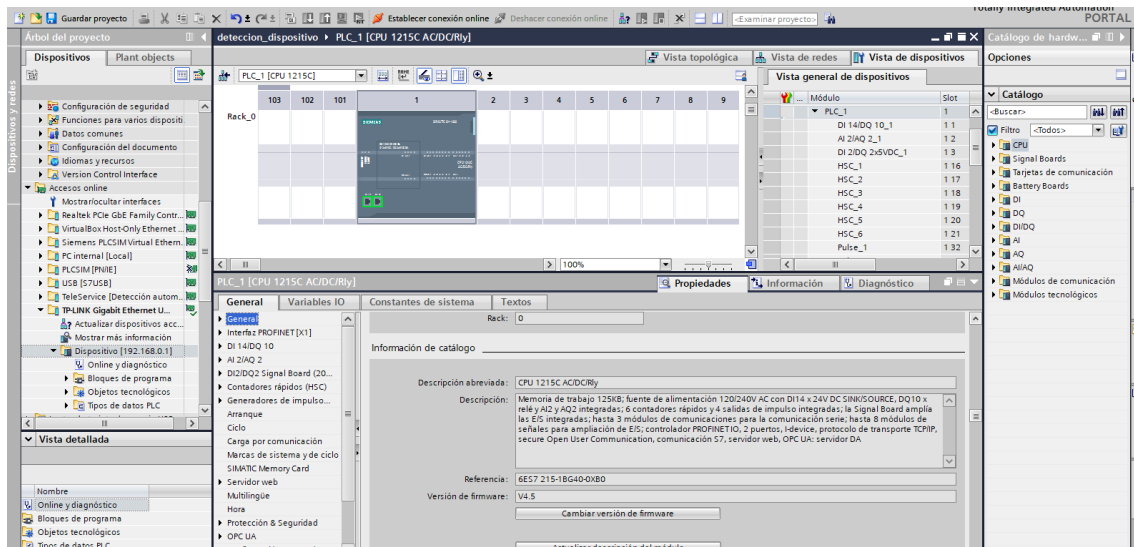 Totally Integrated Automation
PORTAL
Guardar proyecto
Establecer conexión online
Deshacer conexión online
<Examinar proyecto>
Árbol del proyecto
deteccion_dispositivo ▸ PLC_1 [CPU 1215C AC/DC/Rly]
Catálogo de hardw...
Dispositivos
Plant objects
Vista topológica
Vista de redes
Vista de dispositivos
Opciones
Dispositivos y redes
PLC_1 [CPU 1215C]
Vista general de dispositivos
Configuración de seguridad
Funciones para varios dispositi
Datos comunes
Configuración del documento
Idiomas y recursos
Version Control Interface
Accesos online
Mostrar/ocultar interfaces
Realtek PCIe GbE Family Contr...
VirtualBox Host-Only Ethernet ...
Siemens PLCSIM Virtual Ethern.
PC internal [Local]
PLCSIM [PN/IE]
USB [S7USB]
TeleService [Detección autom..
TP-LINK Gigabit Ethernet U...
Actualizar dispositivos acc...
Mostrar más información
Dispositivo [192.168.0.1]
Online y diagnóstico
Bloques de programa
Objetos tecnológicos
Tipos de datos PLC
103 102 101 1 2 3 4 5 6 7 8 9
Rack_0
SIEMENS
100%
... Módulo Slot
PLC_1 1
DI 14/DQ 10_1 1 1
AI 2/AQ 2_1 1 2
DI 2/DQ 2x5VDC_1 1 3
HSC_1 1 16
HSC_2 1 17
HSC_3 1 18
HSC_4 1 19
HSC_5 1 20
HSC_6 1 21
Pulse_1 1 32
Catálogo
<Buscar>
Filtro <Todos>
CPU
Signal Boards
Tarjetas de comunicación
Battery Boards
DI
DQ
DI/DQ
AI
AQ
AI/AQ
Módulos de comunicación
Módulos tecnológicos
PLC_1 [CPU 1215C AC/DC/Rly]
Propiedades
Información
Diagnóstico
General
Variables IO
Constantes de sistema
Textos
General
Interfaz PROFINET [X1]
DI 14/DQ 10
AI 2/AQ 2
DI2/DQ2 Signal Board (20...
Contadores rápidos (HSC)
Generadores de impulso...
Arranque
Ciclo
Carga por comunicación
Marcas de sistema y de ciclo
SIMATIC Memory Card
Servidor web
Multilingüe
Hora
Protección & Seguridad
OPC UA
Rack: 0
Información de catálogo
Descripción abreviada: CPU 1215C AC/DC/Rly
Descripción: Memoria de trabajo 125KB; fuente de alimentación 120/240V AC con DI14 x 24V DC SINK/SOURCE, DQ10 x
relé y AI2 y AQ2 integradas; 6 contadores rápidos y 4 salidas de impulso integradas; la Signal Board amplía
las E/S integradas; hasta 3 módulos de comunicaciones para la comunicación serie; hasta 8 módulos de
señales para ampliación de E/S; controlador PROFINET IO, 2 puertos, I-device, protocolo de transporte TCP/IP,
secure Open User Communication, comunicación S7, servidor web, OPC UA: servidor DA
Referencia: 6ES7 215-1BG40-0XB0
Versión de firmware: V4.5
Cambiar versión de firmware
Actualizar descripción del módulo
Vista detallada
Nombre
Online y diagnóstico
Bloques de programa
Objetos tecnológicos
Tipos de datos PLC